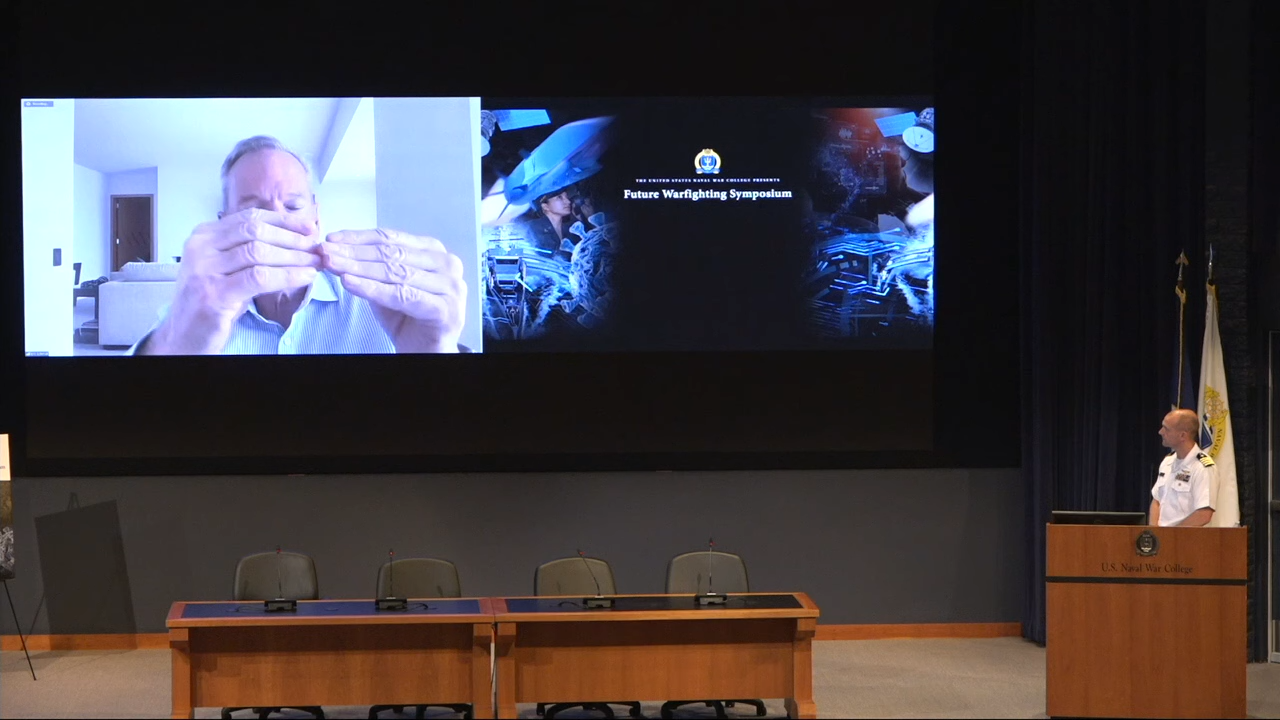 THE UNITED STATES NAVAL WAR COLLEGE PRESENTS
Future Warfighting Symposium
U.S. Naval War College